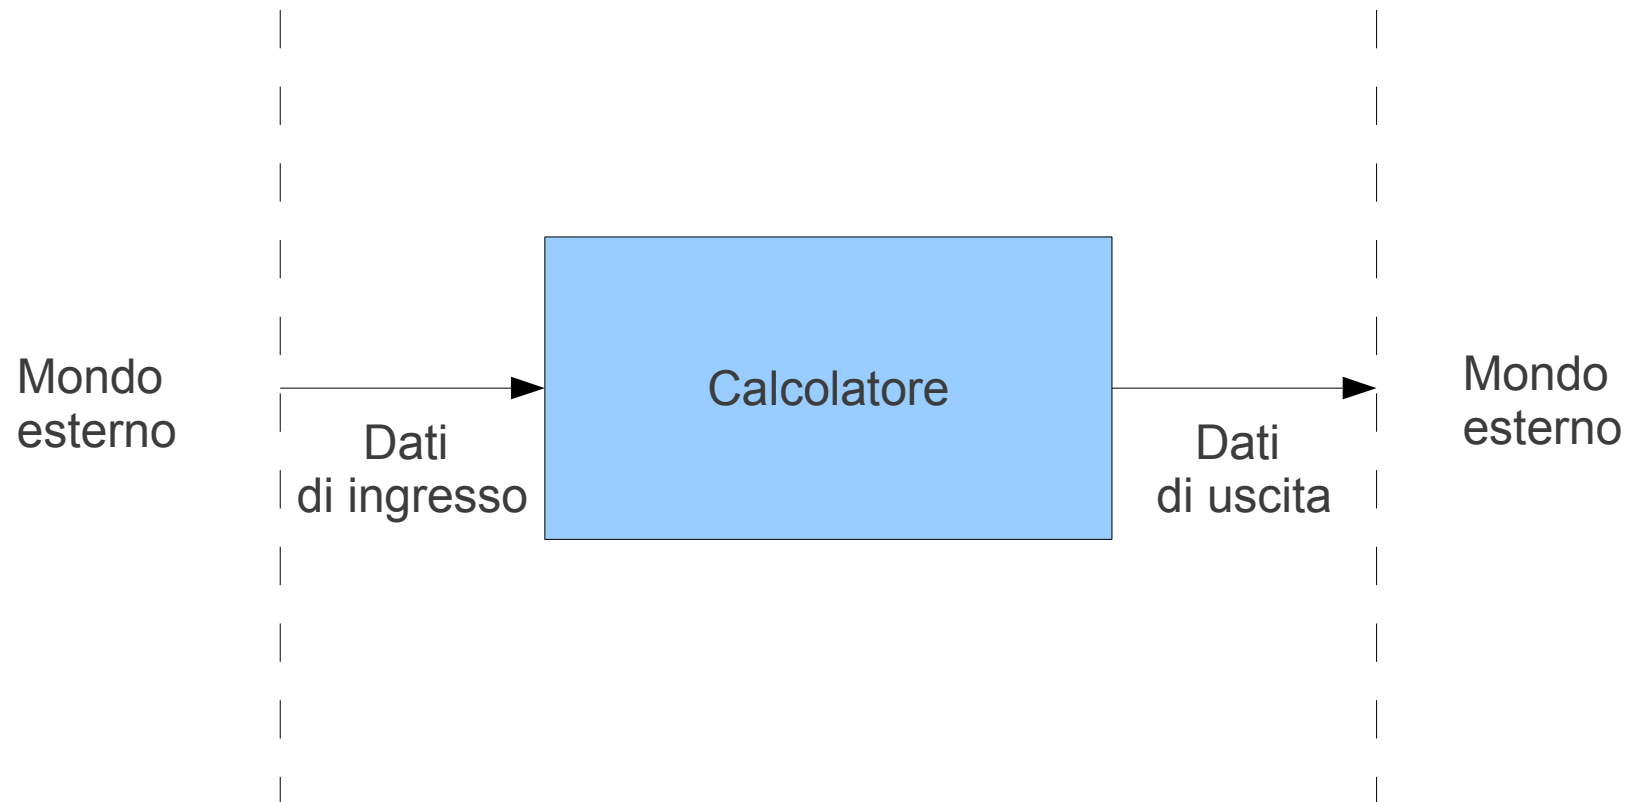 Mondo
esterno
Dati
di ingresso
Calcolatore
Dati
di uscita
Mondo
esterno